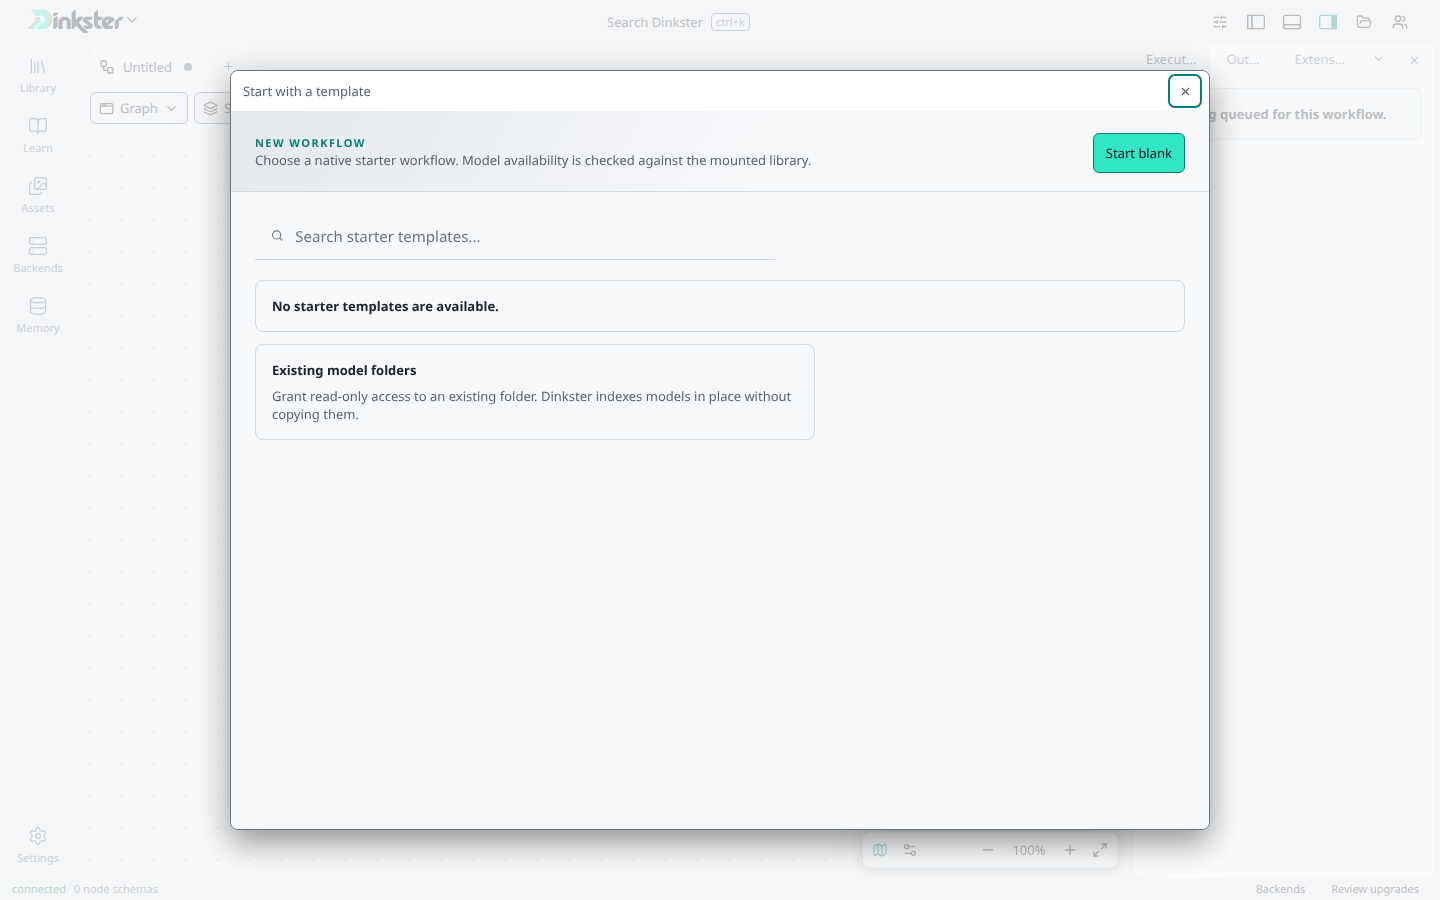 Dinkster
Search Dinkster ctrl+k
Library
Learn
Assets
Backends
Memory
Settings
Untitled
Graph
S
Execut...
Out...
Extens...
g queued for this workflow.
Start with a template
NEW WORKFLOW
Choose a native starter workflow. Model availability is checked against the mounted library.
Start blank
Search starter templates...
No starter templates are available.
Existing model folders
Grant read-only access to an existing folder. Dinkster indexes models in place without
copying them.
100%
connected 0 node schemas
Backends
Review upgrades